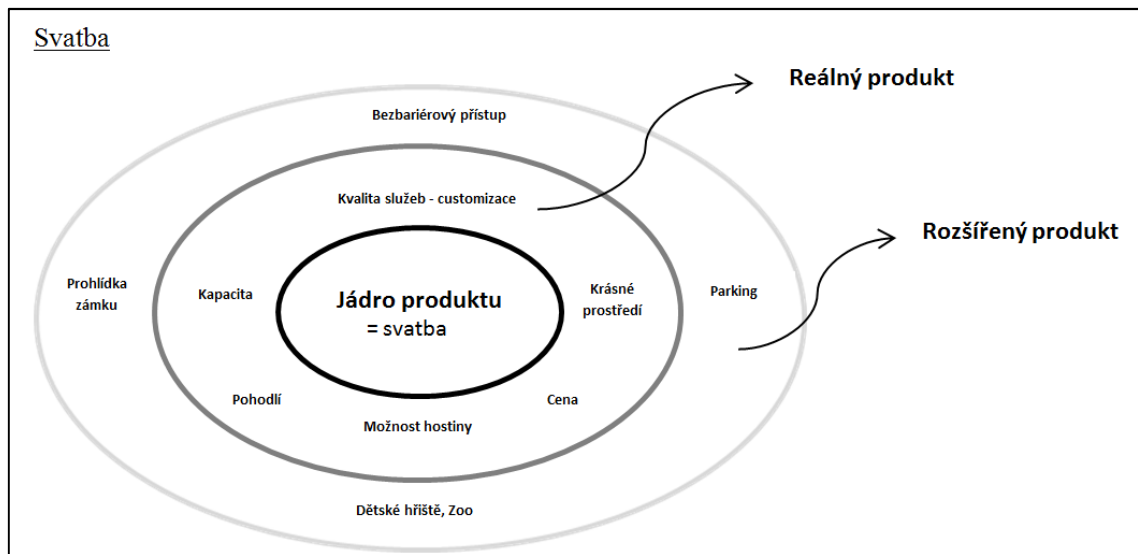 Svatba
Reálný produkt
Bezbariérový přístup
Kvalita služeb - customizace
Rozšířený produkt
Prohlídka
zámku
Kapacita
Jádro produktu
= svatba
Krásné
prostředí
Parking
Pohodlí
Cena
Možnost hostiny
Dětské hřiště, Zoo